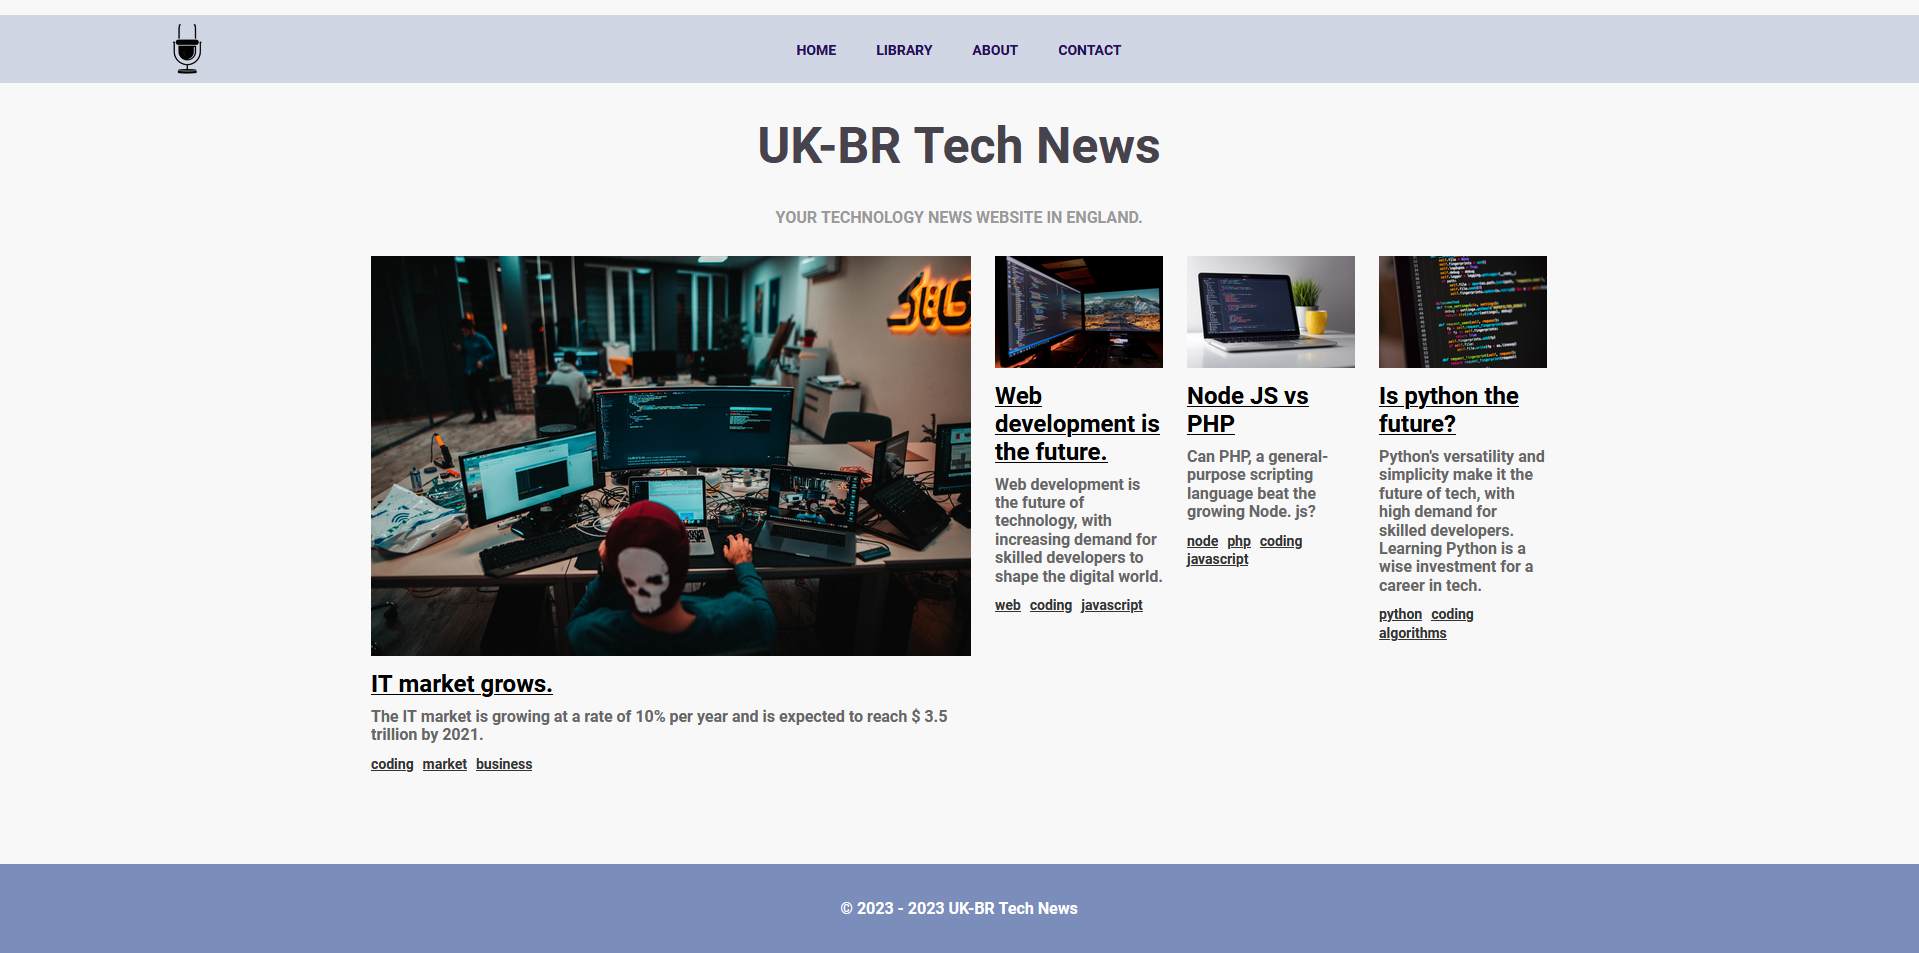 HOME LIBRARY ABOUT CONTACT
UK-BR Tech News
YOUR TECHNOLOGY NEWS WEBSITE IN ENGLAND.
IT market grows.
The IT market is growing at a rate of 10% per year and is expected to reach $ 3.5
trillion by 2021.
coding market business
Web
development is
the future.
Web development is
the future of
technology, with
increasing demand for
skilled developers to
shape the digital world.
web coding javascript
Node JS vs
PHP
Can PHP, a general-
purpose scripting
language beat the
growing Node. js?
node php coding
javascript
Is python the
future?
Python's versatility and
simplicity make it the
future of tech, with
high demand for
skilled developers.
Learning Python is a
wise investment for a
career in tech.
python coding
algorithms
© 2023 - 2023 UK-BR Tech News